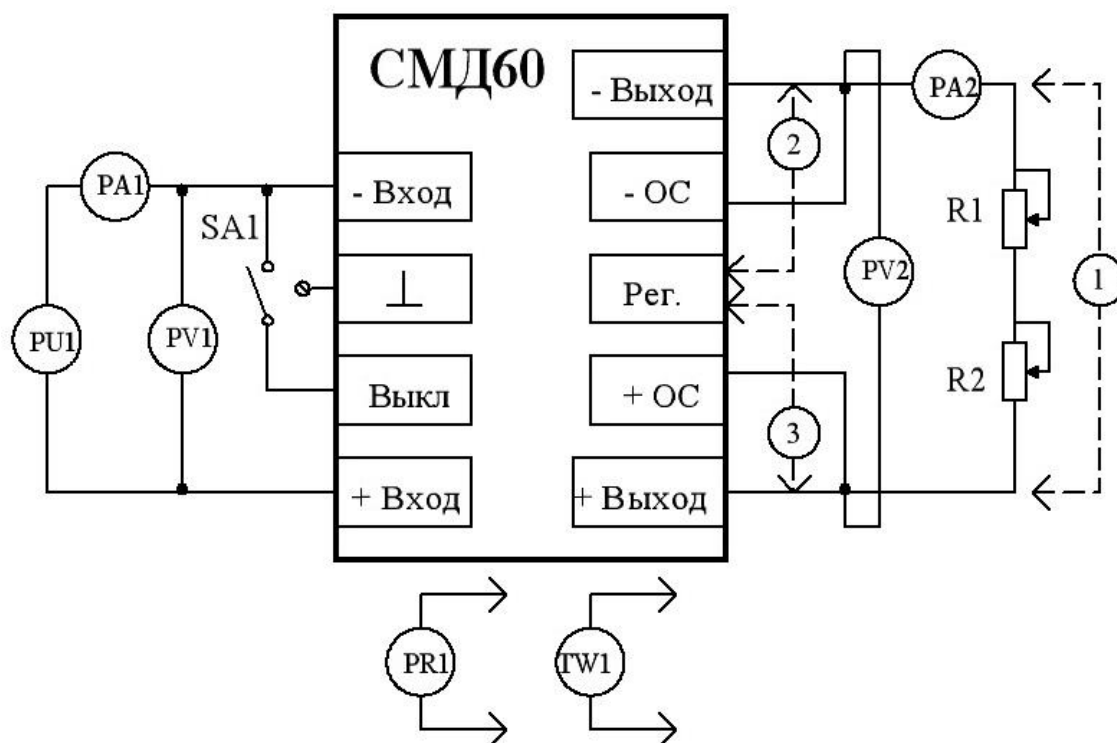 СМД60
- Выход
PA2
2
PA1
- Вход
- ОС
SA1
R1
⊥
Рег.
PV2
1
PU1
PV1
R2
Выкл
+ ОС
3
+ Вход
+ Выход
PR1
TW1